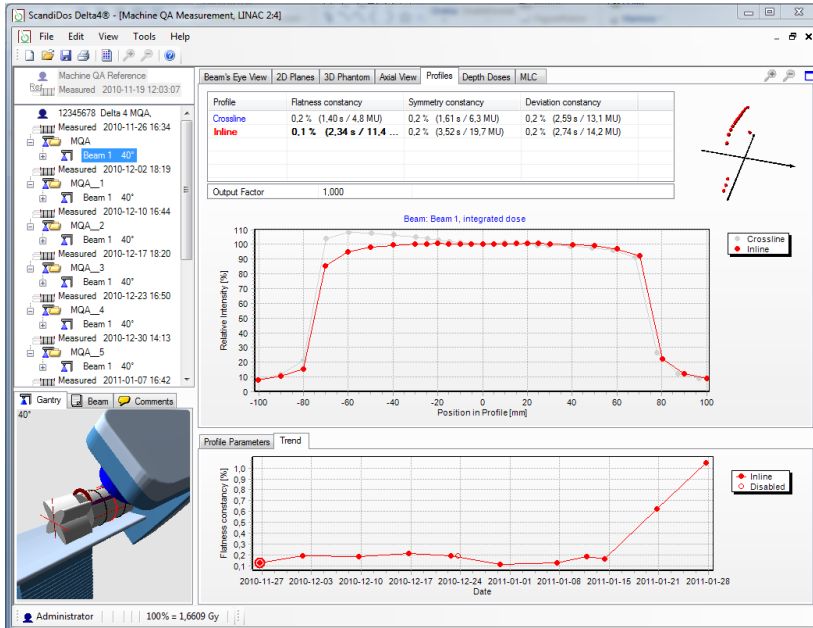 ScandiDos Delta4® - [Machine QA Measurement, LINAC 2:4]
File Edit View Tools Help
Machine QA Reference
Ref Measured 2010-11-19 12:03:07
12345678 Delta 4 MQA,
Measured 2010-11-26 16:34
MQA
Beam 1 40°
Measured 2010-12-02 18:19
MQA__1
Beam 1 40°
Measured 2010-12-10 16:44
MQA__2
Beam 1 40°
Measured 2010-12-17 18:20
MQA__3
Beam 1 40°
Measured 2010-12-23 16:50
MQA__4
Beam 1 40°
Measured 2010-12-30 14:13
MQA__5
Beam 1 40°
Measured 2011-01-07 16:42
Gantry Beam Comments
40°
Beam's Eye View 2D Planes 3D Phantom Axial View Profiles Depth Doses MLC
Profile Flatness constancy Symmetry constancy Deviation constancy
Crossline 0,2 % (1,40 s / 4,8 MU) 0,2 % (1,61 s / 6,3 MU) 0,2 % (2,59 s / 13,1 MU)
Inline 0,1 % (2,34 s / 11,4 ... 0,2 % (3,52 s / 19,7 MU) 0,2 % (2,74 s / 14,2 MU)
Output Factor 1,000
Beam: Beam 1, integrated dose
Relative Intensity [%]
110
100
90
80
70
60
50
40
30
20
10
0
-100 -80 -60 -40 -20 0 20 40 60 80 100
Position in Profile [mm]
Crossline
Inline
Profile Parameters Trend
Flatness constancy [%]
1,0
0,9
0,8
0,7
0,6
0,5
0,4
0,3
0,2
0,1
2010-11-27 2010-12-03 2010-12-10 2010-12-17 2010-12-24 2011-01-01 2011-01-08 2011-01-15 2011-01-21 2011-01-28
Date
Inline
Disabled
Administrator 100% = 1,6609 Gy